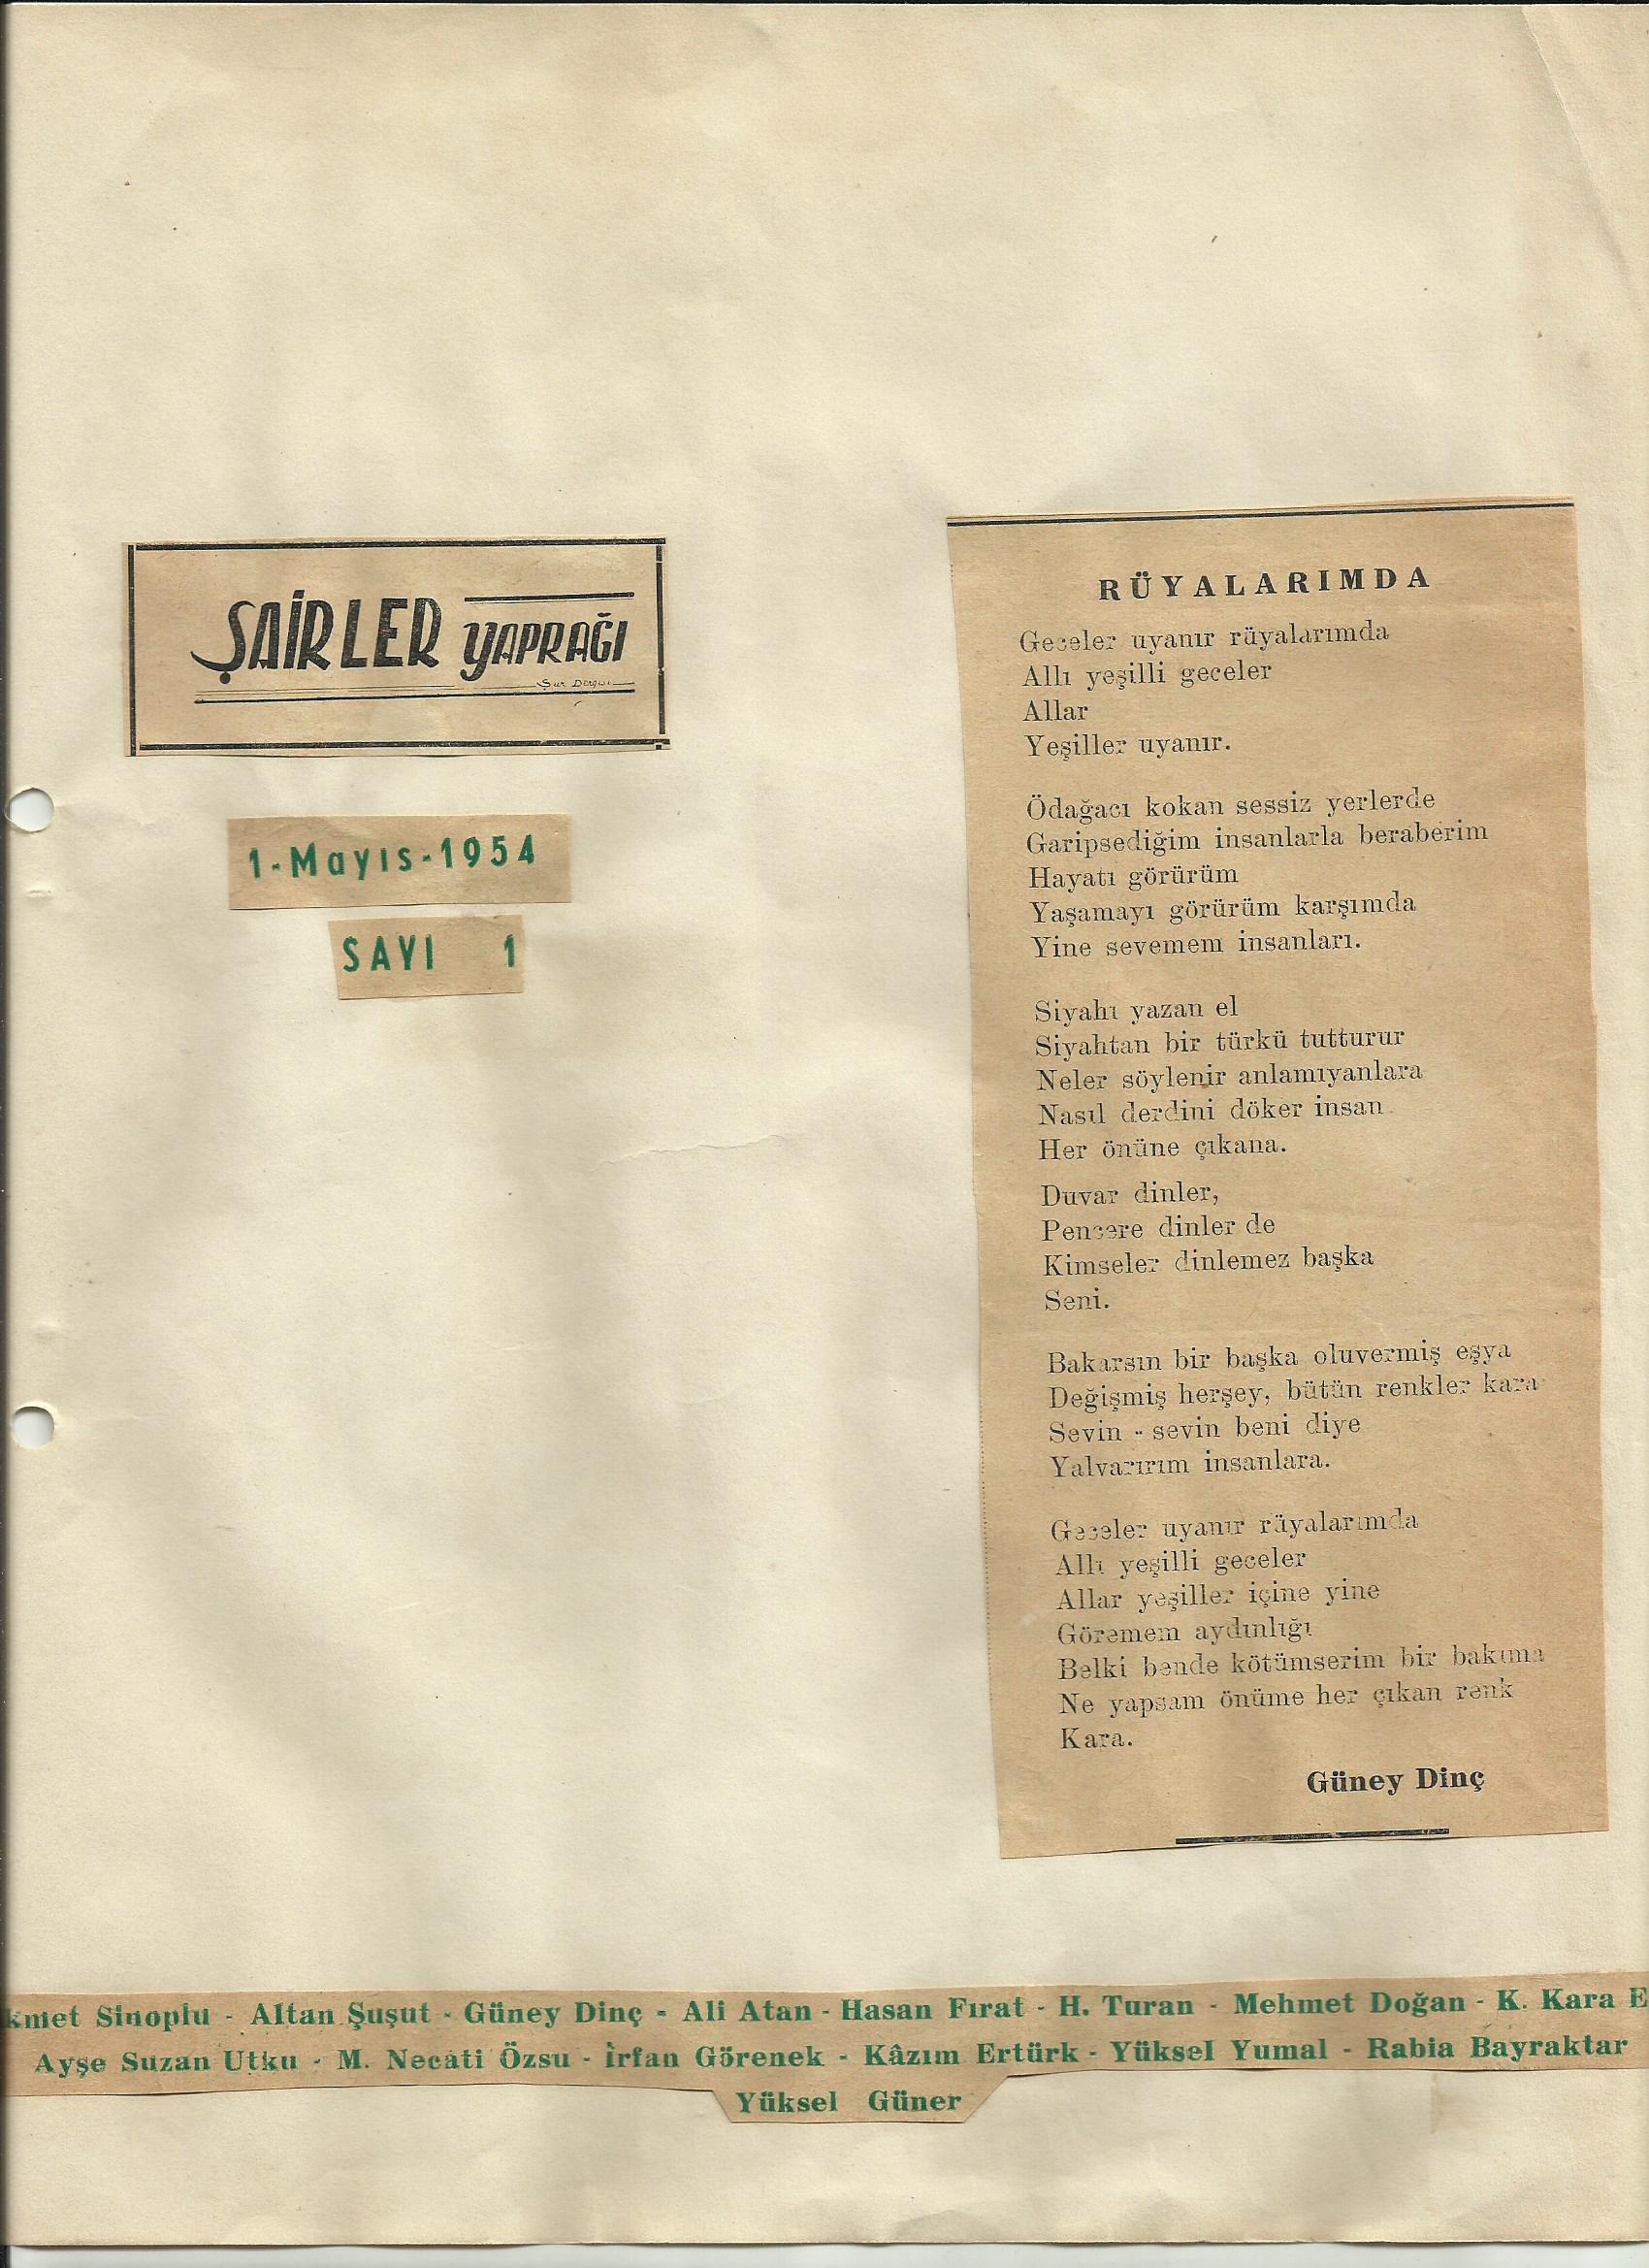 ŞAİRLER YAPRAĞI
Şiir Dergisi
1-Mayıs-1954
SAYI 1
RÜYALARIMDA
Geceler uyanır rüyalarımda
Allı yeşilli geceler
Allar
Yeşiller uyanır.
Ödağacı kokan sessiz yerlerde
Garipsediğim insanlarla beraberim
Hayatı görürüm
Yaşamayı görürüm karşımda
Yine sevemem insanları.
Siyahı yazan el
Siyahtan bir türkü tutturur
Neler söylenir anlamıyanlara
Nasıl derdini döker insan
Her önüne çıkana.
Duvar dinler,
Pencere dinler de
Kimseler dinlemez başka
Seni.
Bakarsın bir başka oluvermiş eşya
Değişmiş herşey, bütün renkler kara
Sevin - sevin beni diye
Yalvarırım insanlara.
Geceler uyanır rüyalarımda
Allı yeşilli geceler
Allar yeşiller içine yine
Göremem aydınlığı
Belki bende kötümserim bir bakıma
Ne yapsam önüme her çıkan renk
Kara.
Güney Dinç
kmet Sinoplu - Altan Şuşut - Güney Dinç - Ali Atan - Hasan Fırat - H. Turan - Mehmet Doğan - K. Kara E
Ayşe Suzan Utku - M. Necati Özsu - İrfan Görenek - Kâzım Ertürk - Yüksel Yumal - Rabia Bayraktar
Yüksel Güner